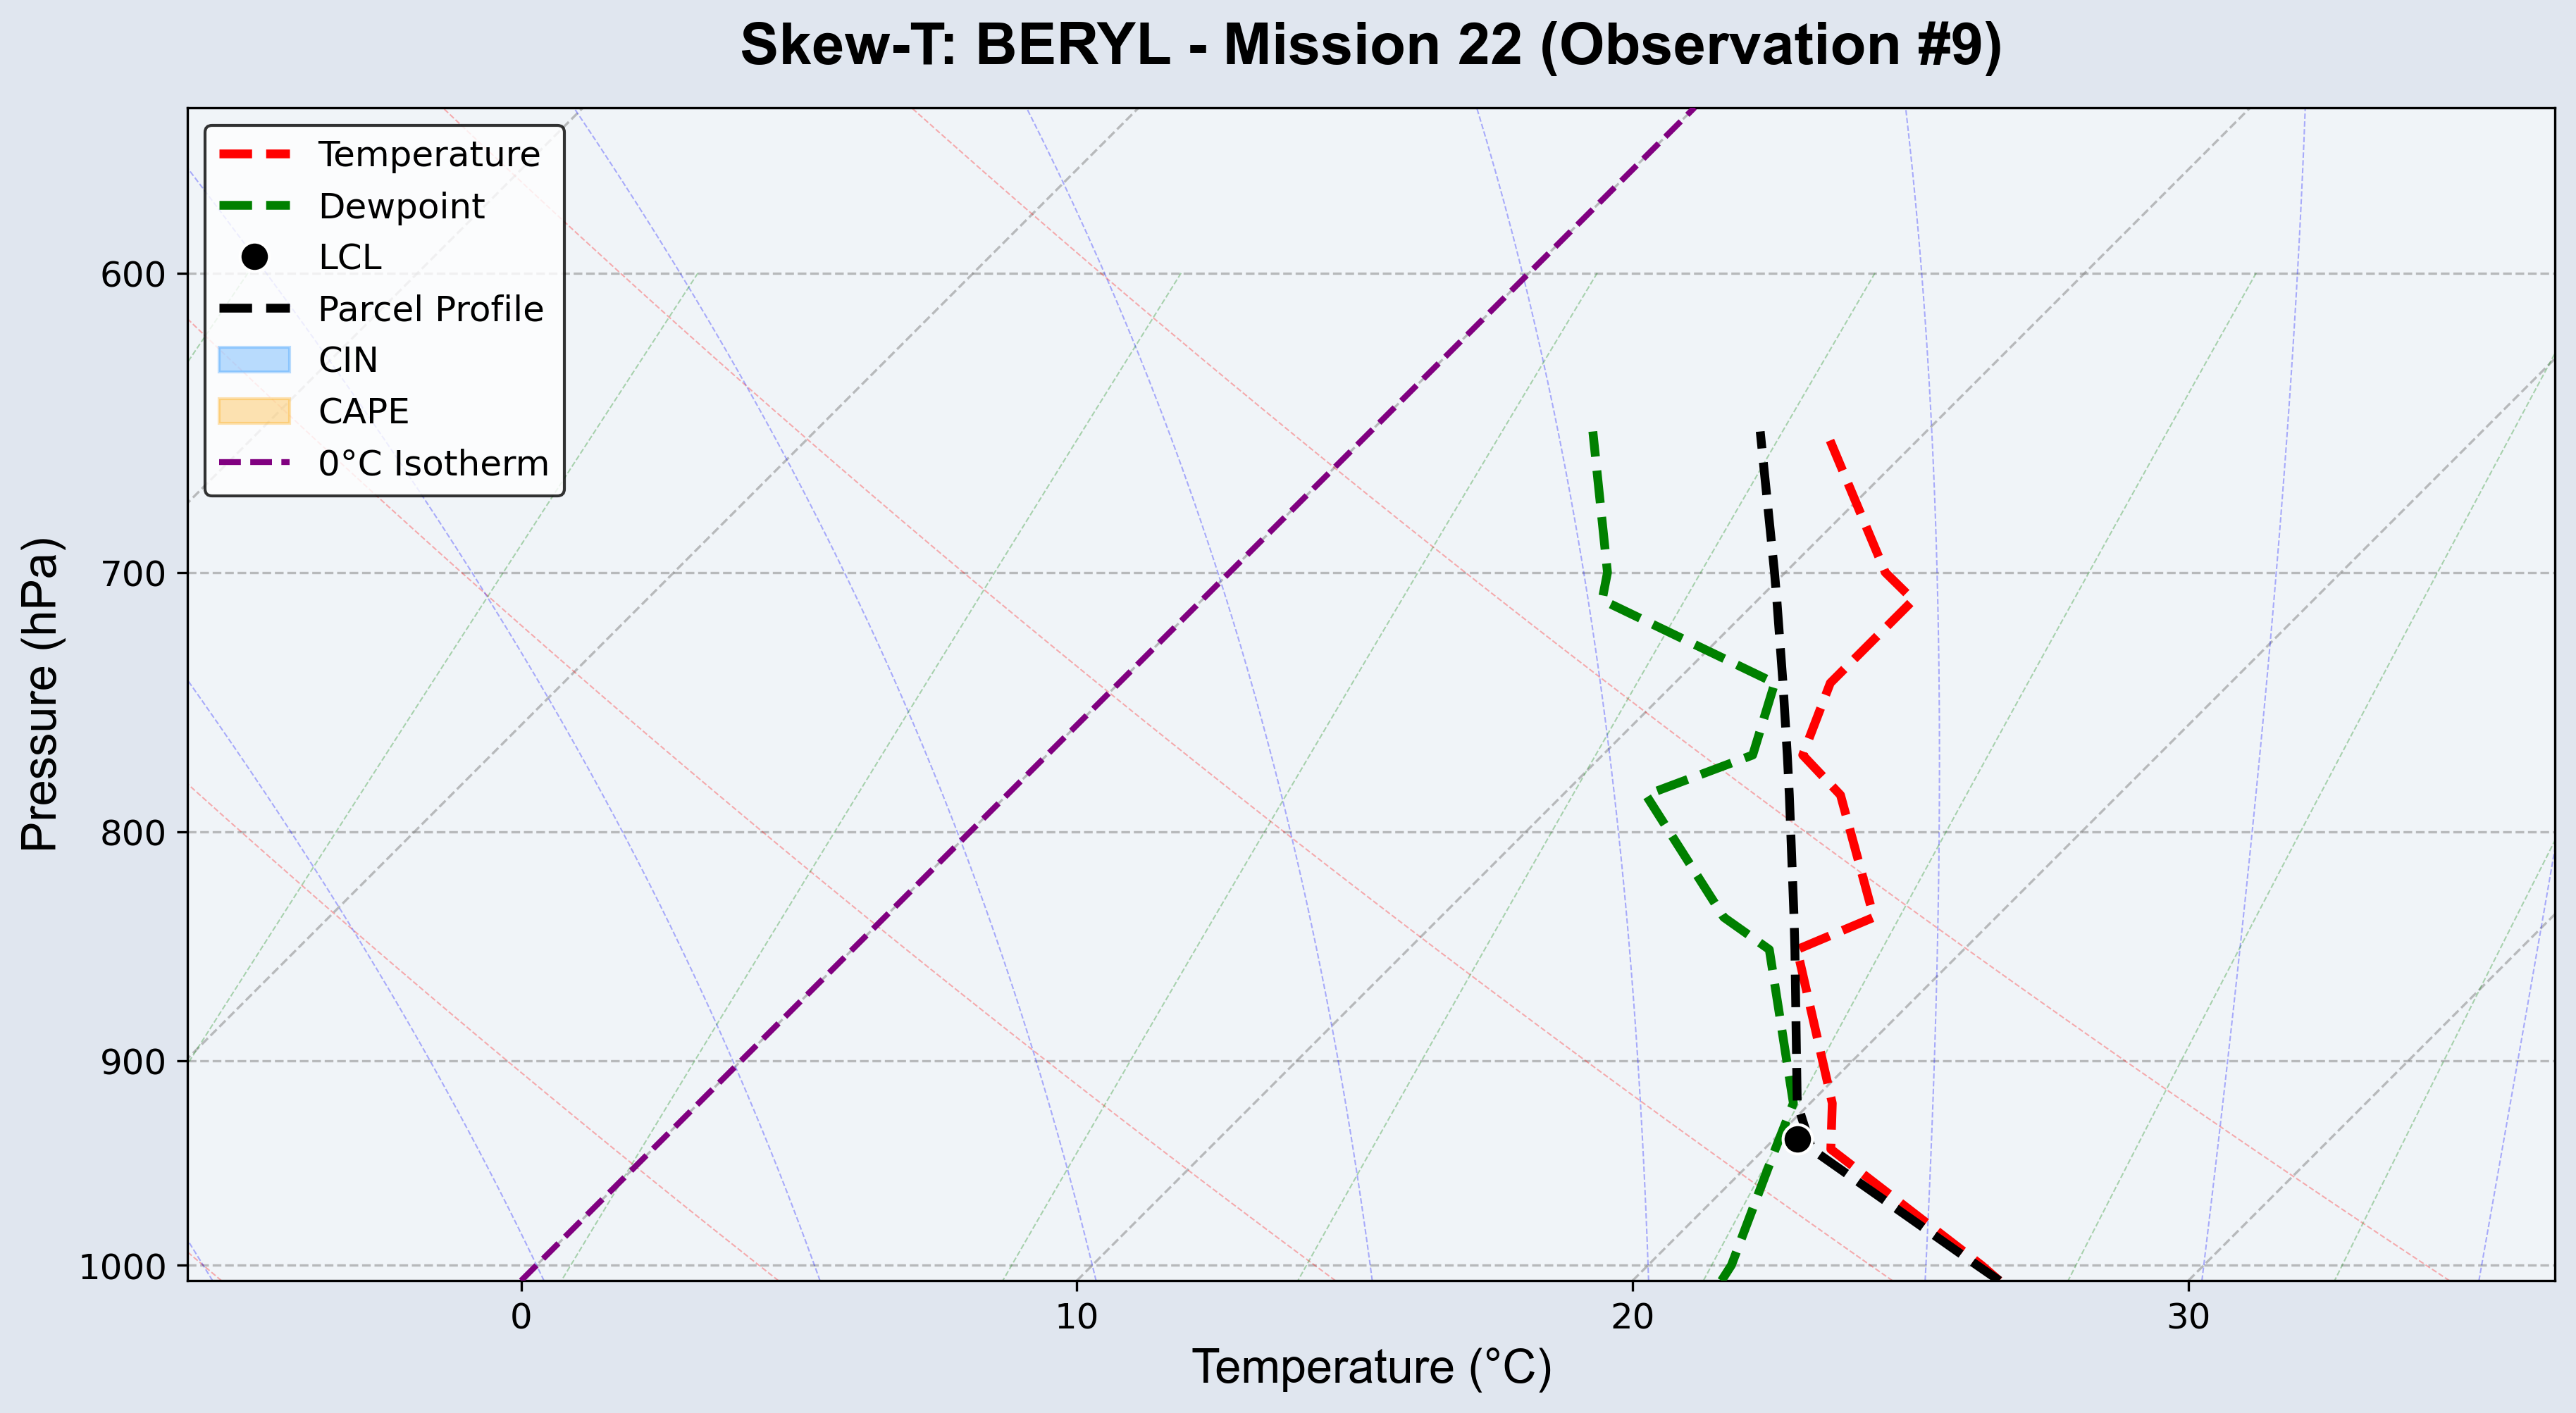 Skew-T: BERYL - Mission 22 (Observation #9)
Temperature
Dewpoint
LCL
Parcel Profile
CIN
CAPE
0°C Isotherm
Pressure (hPa)
600
700
800
900
1000
0 10 20 30
Temperature (°C)